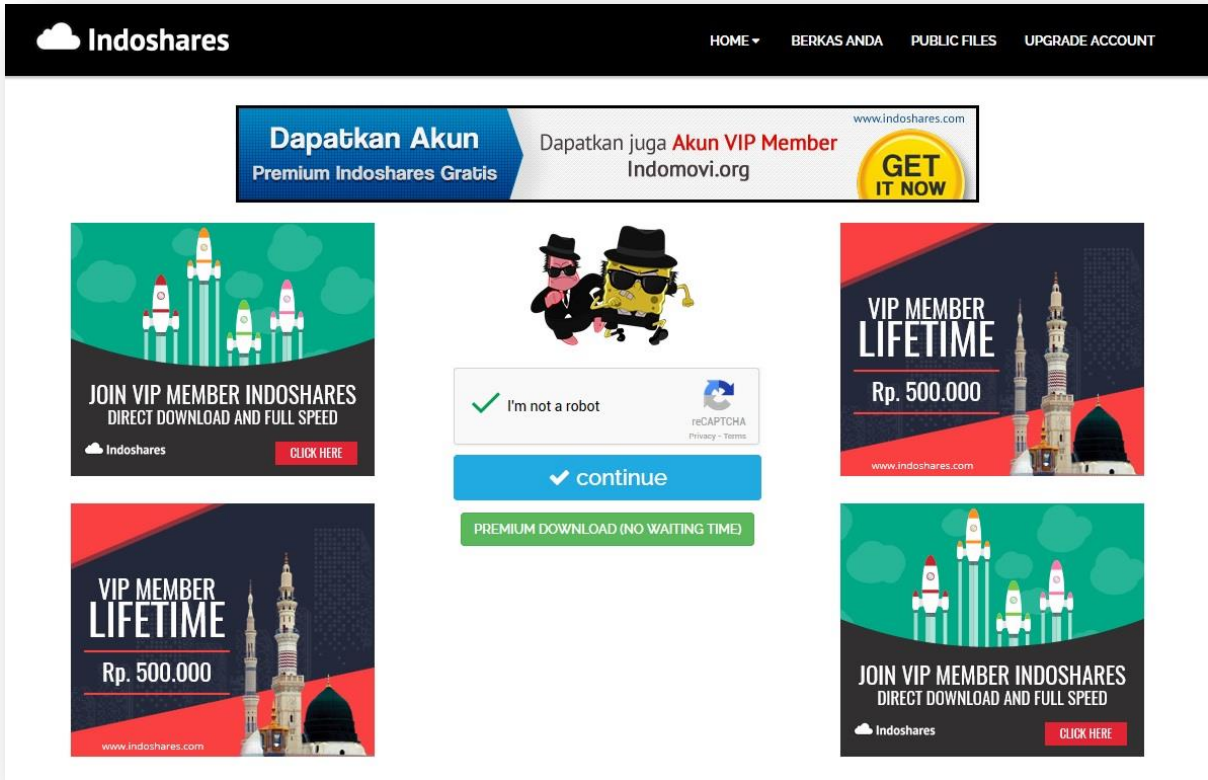 Indoshares
HOME BERKAS ANDA PUBLIC FILES UPGRADE ACCOUNT
Dapatkan Akun
Premium Indoshares Gratis
Dapatkan juga Akun VIP Member
Indomovi.org
www.indoshares.com
GET
IT NOW
JOIN VIP MEMBER INDOSHARES
DIRECT DOWNLOAD AND FULL SPEED
Indoshares
CLICK HERE
I'm not a robot
reCAPTCHA
Privacy - Terms
continue
PREMIUM DOWNLOAD (NO WAITING TIME)
VIP MEMBER
LIFETIME
Rp. 500.000
www.indoshares.com
VIP MEMBER
LIFETIME
Rp. 500.000
www.indoshares.com
JOIN VIP MEMBER INDOSHARES
DIRECT DOWNLOAD AND FULL SPEED
Indoshares
CLICK HERE